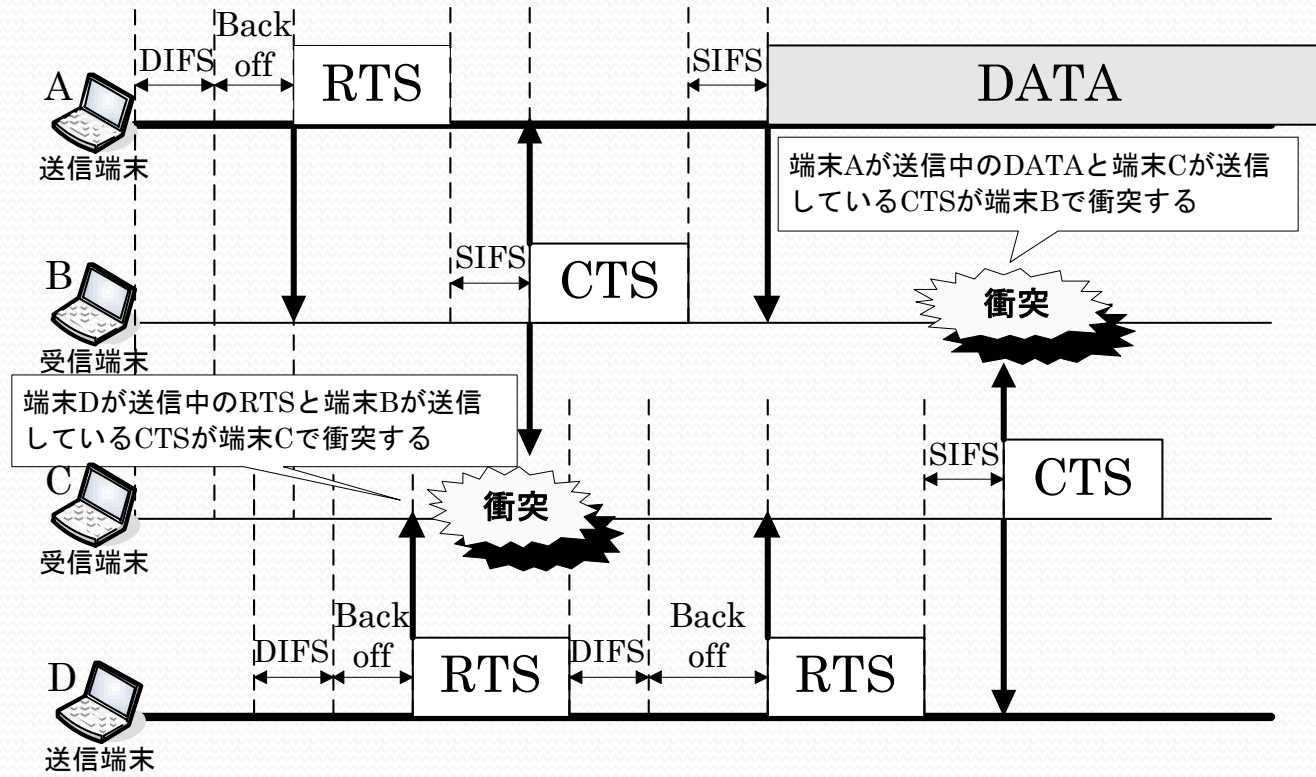 DIFS
Back
off
RTS
SIFS
DATA
A
送信端末
端末Aが送信中のDATAと端末Cが送信
しているCTSが端末Bで衝突する
B
SIFS
CTS
衝突
受信端末
端末Dが送信中のRTSと端末Bが送信
しているCTSが端末Cで衝突する
C
衝突
SIFS
CTS
受信端末
DIFS
Back
off
RTS
DIFS
Back
off
RTS
D
送信端末